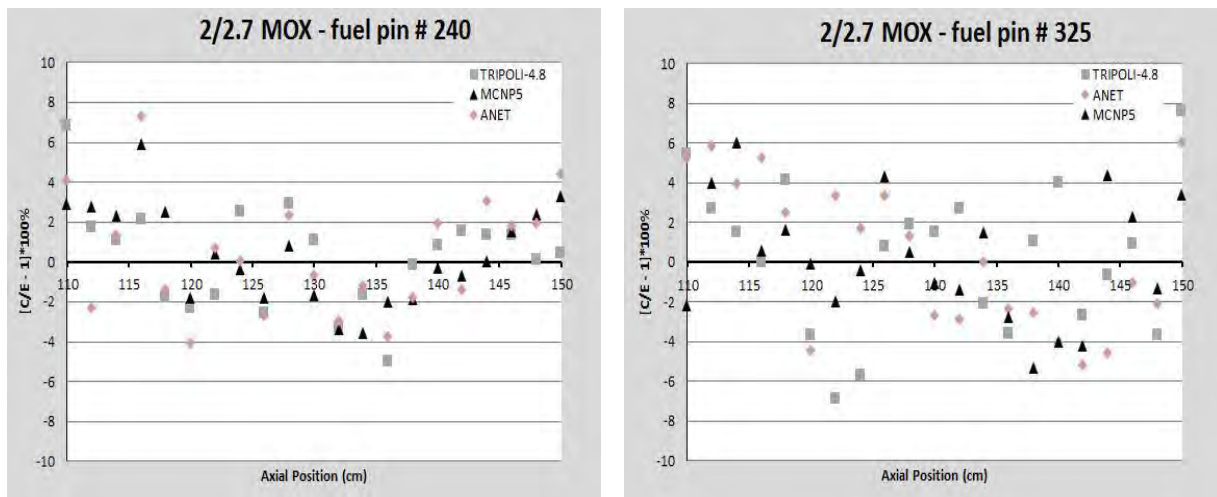 2/2.7 MOX - fuel pin # 240
10
8
6
4
2
0
-2
-4
-6
-8
-10
110 115 120 125 130 135 140 145 150
[C/E - 1]*100%
Axial Position (cm)
TRIPOLI-4.8
MCNP5
ANET
2/2.7 MOX - fuel pin # 325
10
8
6
4
2
0
-2
-4
-6
-8
-10
110 115 120 125 130 135 140 145 150
[C/E - 1]*100%
Axial Position (cm)
TRIPOLI-4.8
ANET
MCNP5